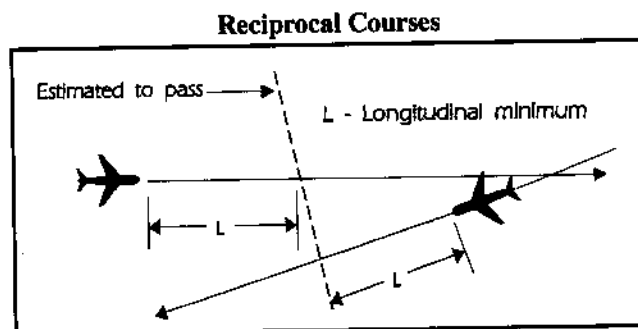 Reciprocal Courses
Estimated to pass
L - Longitudinal minimum
L
L